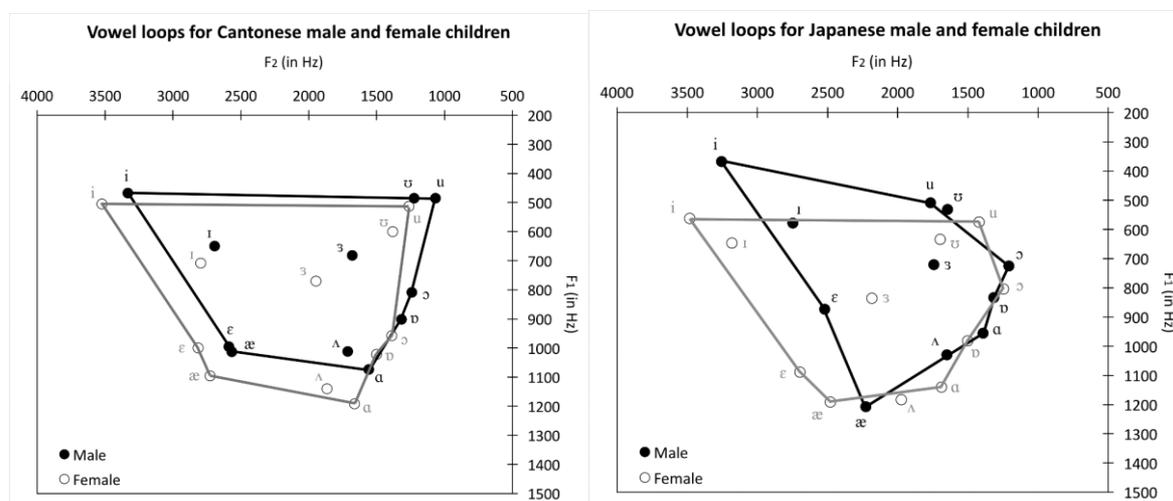 Vowel loops for Cantonese male and female children
F2 (in Hz)
4000 3500 3000 2500 2000 1500 1000 500
200
300
400
500
600
700
800
900
1000
1100
1200
1300
1400
1500
F1 (in Hz)
i
ʊ
u
i
u
ʊ
ɪ
ɜ
ɪ
ɜ
ɔ
ɒ
ɛ
æ
ʌ
ɔ
ɛ
ɒ
ɑ
æ
ʌ
ɑ
Male
Female
Vowel loops for Japanese male and female children
F2 (in Hz)
4000 3500 3000 2500 2000 1500 1000 500
200
300
400
500
600
700
800
900
1000
1100
1200
1300
1400
1500
F1 (in Hz)
i
u
ʊ
i
ɪ
u
ɪ
ʊ
ɔ
ɜ
ɜ
ɔ
ɛ
ɒ
ɑ
ʌ
ɒ
ɛ
ɑ
æ
ʌ
æ
Male
Female